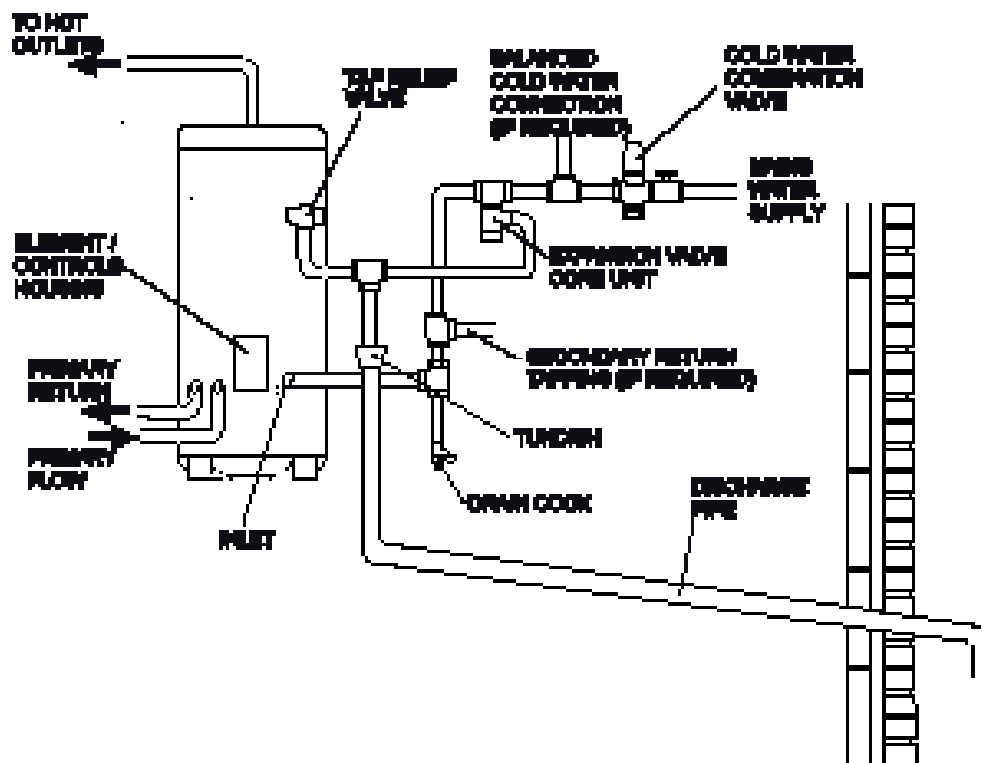 TO HOT
OUTLETS
T&P RELIEF
VALVE
BALANCED
COLD WATER
CONNECTION
(IF REQUIRED)
COLD WATER
COMBINATION
VALVE
MAINS
WATER
SUPPLY
ELEMENT /
CONTROLS
HOUSING
EXPANSION VALVE
CORE UNIT
PRIMARY
RETURN
SECONDARY RETURN
TAPPING (IF REQUIRED)
TUNDISH
PRIMARY
FLOW
DRAIN COCK
DISCHARGE
PIPE
INLET